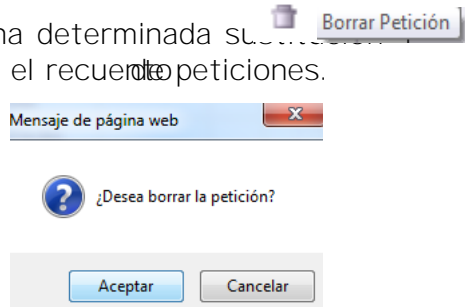 Borrar Petición
na determinada sustitución
el recuento de peticiones.
Mensaje de página web
¿Desea borrar la petición?
Aceptar
Cancelar